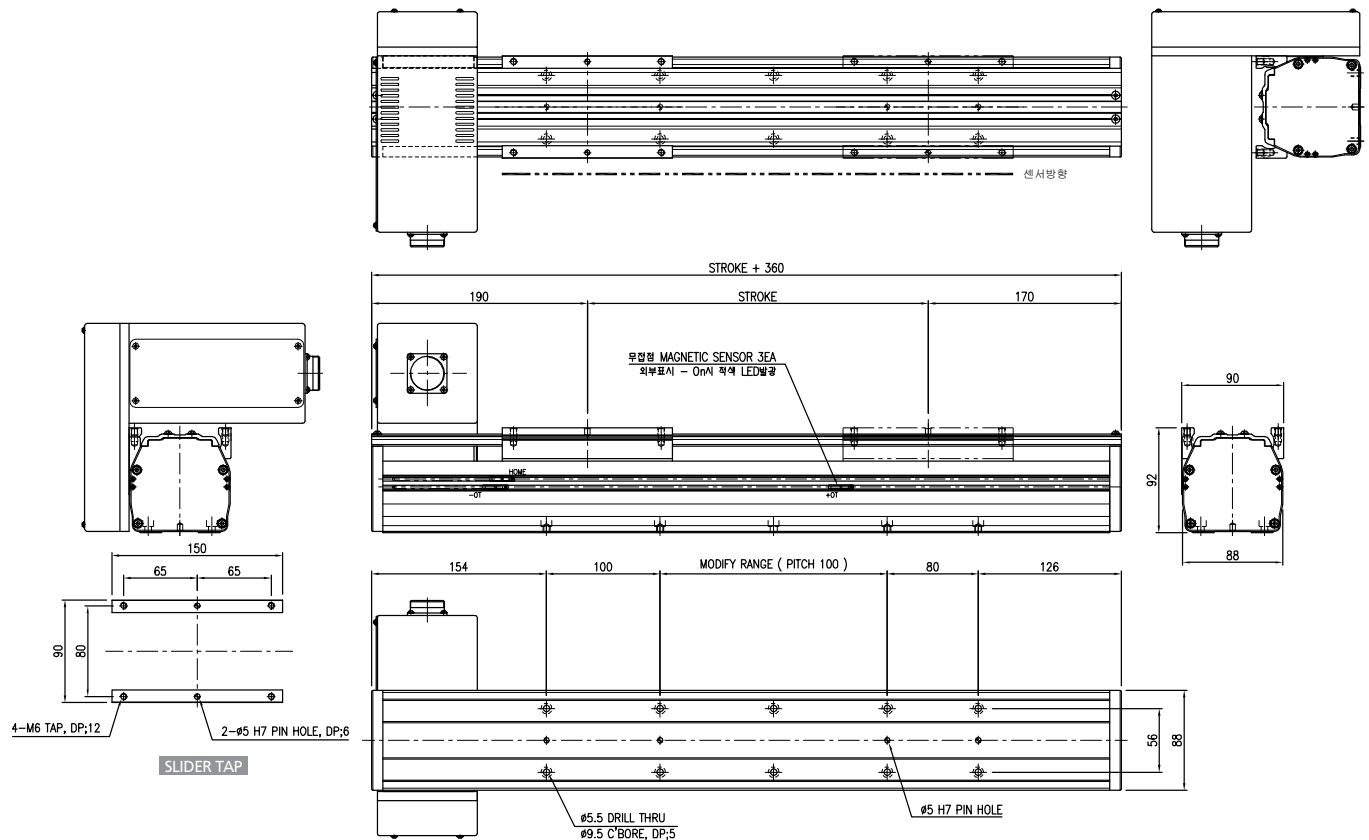 센서방향
STROKE + 360
190
STROKE
170
무접점 MAGNETIC SENSOR 3EA
외부표시 - On시 적색 LED발광
90
92
HOME
-OT
+OT
88
150
65
65
154
100
MODIFY RANGE ( PITCH 100 )
80
126
90
80
56
88
4-M6 TAP, DP;12
2-ø5 H7 PIN HOLE, DP;6
SLIDER TAP
ø5.5 DRILL THRU
ø9.5 C'BORE, DP;5
ø5 H7 PIN HOLE